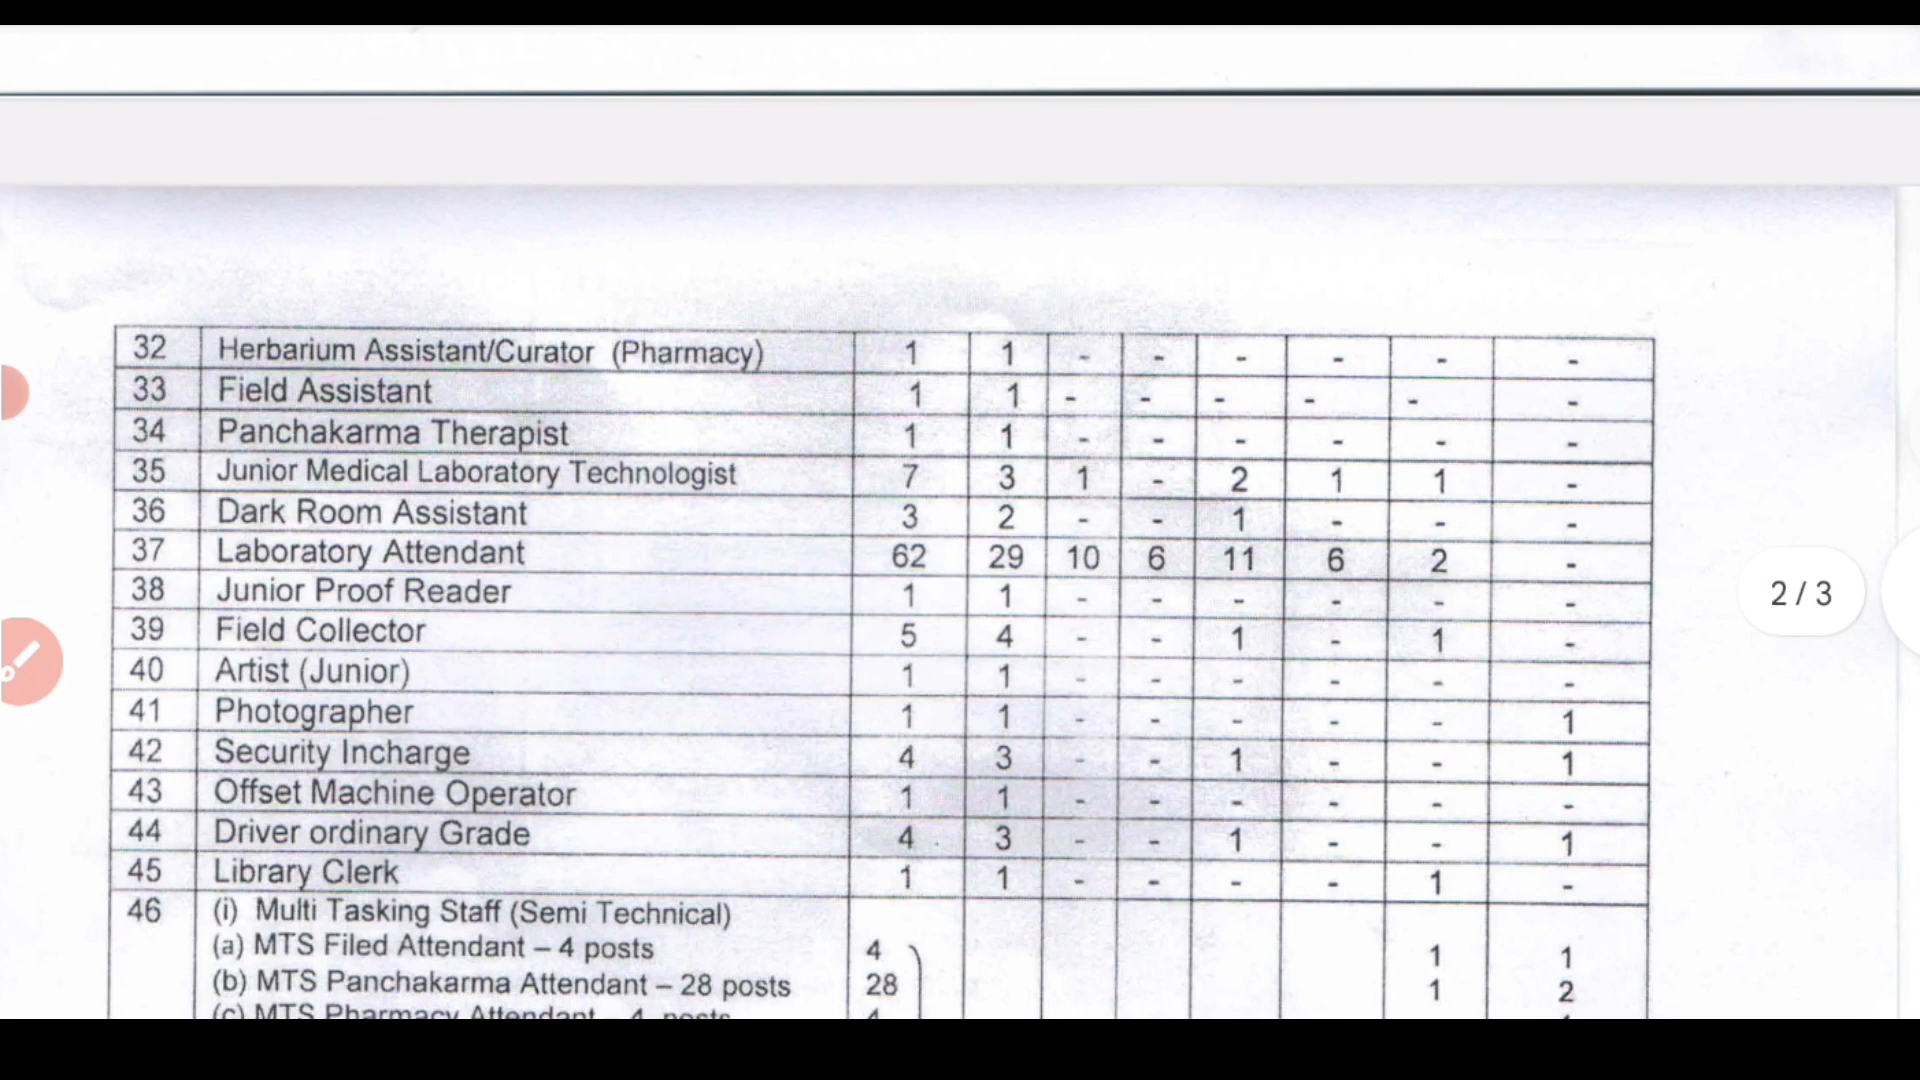 32 Herbarium Assistant/Curator (Pharmacy) 1 1 - - - - - -
33 Field Assistant 1 1 - - - - - -
34 Panchakarma Therapist 1 1 - - - - - -
35 Junior Medical Laboratory Technologist 7 3 1 - 2 1 1 -
36 Dark Room Assistant 3 2 - - 1 - - -
37 Laboratory Attendant 62 29 10 6 11 6 2 -
38 Junior Proof Reader 1 1 - - - - - -
2 / 3
39 Field Collector 5 4 - - 1 - 1 -
40 Artist (Junior) 1 1 - - - - - -
41 Photographer 1 1 - - - - - 1
42 Security Incharge 4 3 - - 1 - - 1
43 Offset Machine Operator 1 1 - - - - - -
44 Driver ordinary Grade 4 3 - - 1 - - 1
45 Library Clerk 1 1 - - - - 1 -
46 (i) Multi Tasking Staff (Semi Technical)
(a) MTS Filed Attendant – 4 posts 4 1 1
(b) MTS Panchakarma Attendant – 28 posts 28 1 2
(c) MTS Pharmacy Attendant – 4 posts 4